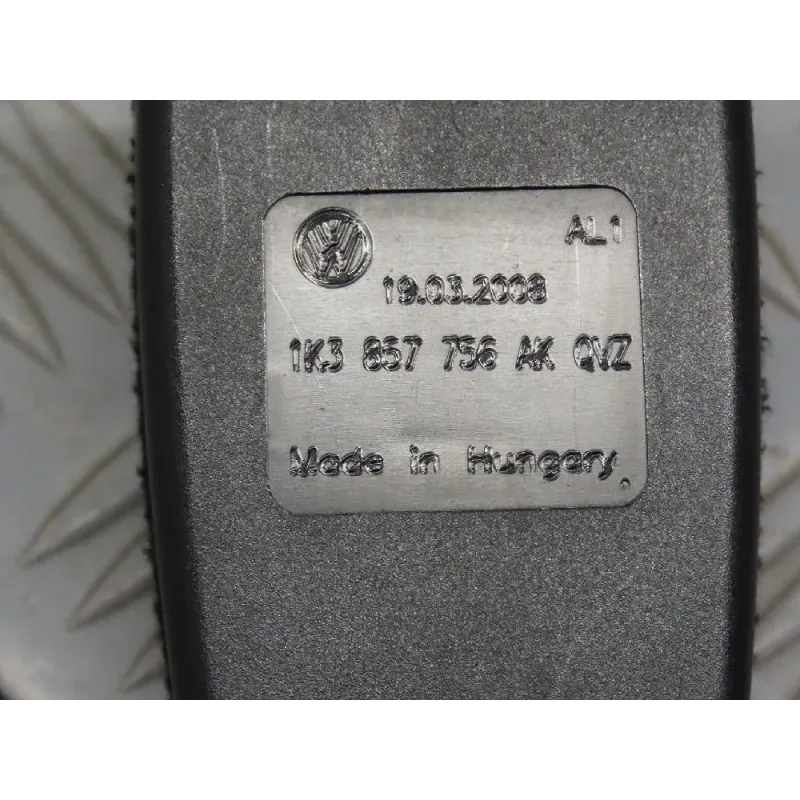 AL1
19.03.2008
1K3 857 756 AK QVZ
Made in Hungary